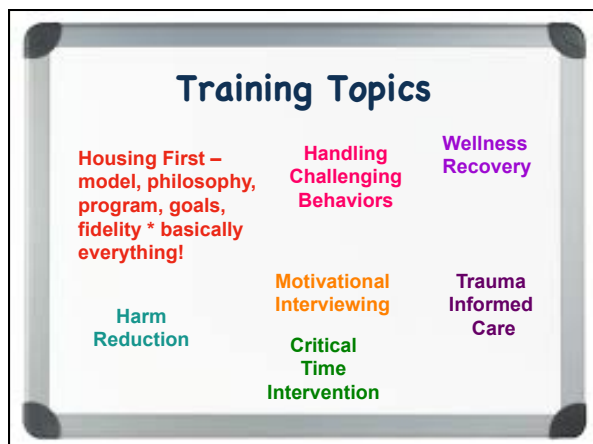 Training Topics
Housing First –
model, philosophy,
program, goals,
fidelity * basically
everything!
Handling
Challenging
Behaviors
Wellness
Recovery
Harm
Reduction
Motivational
Interviewing
Critical
Time
Intervention
Trauma
Informed
Care